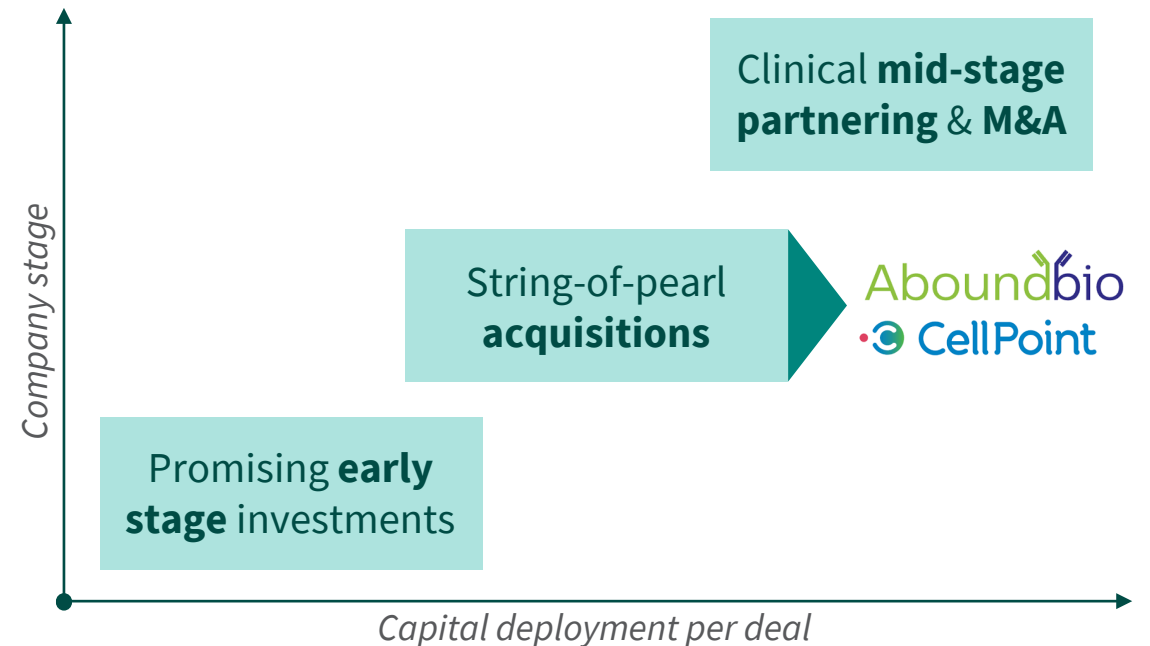 Clinical mid-stage
partnering & M&A
Company stage
String-of-pearl
acquisitions
Aboundbio
CellPoint
Promising early
stage investments
Capital deployment per deal